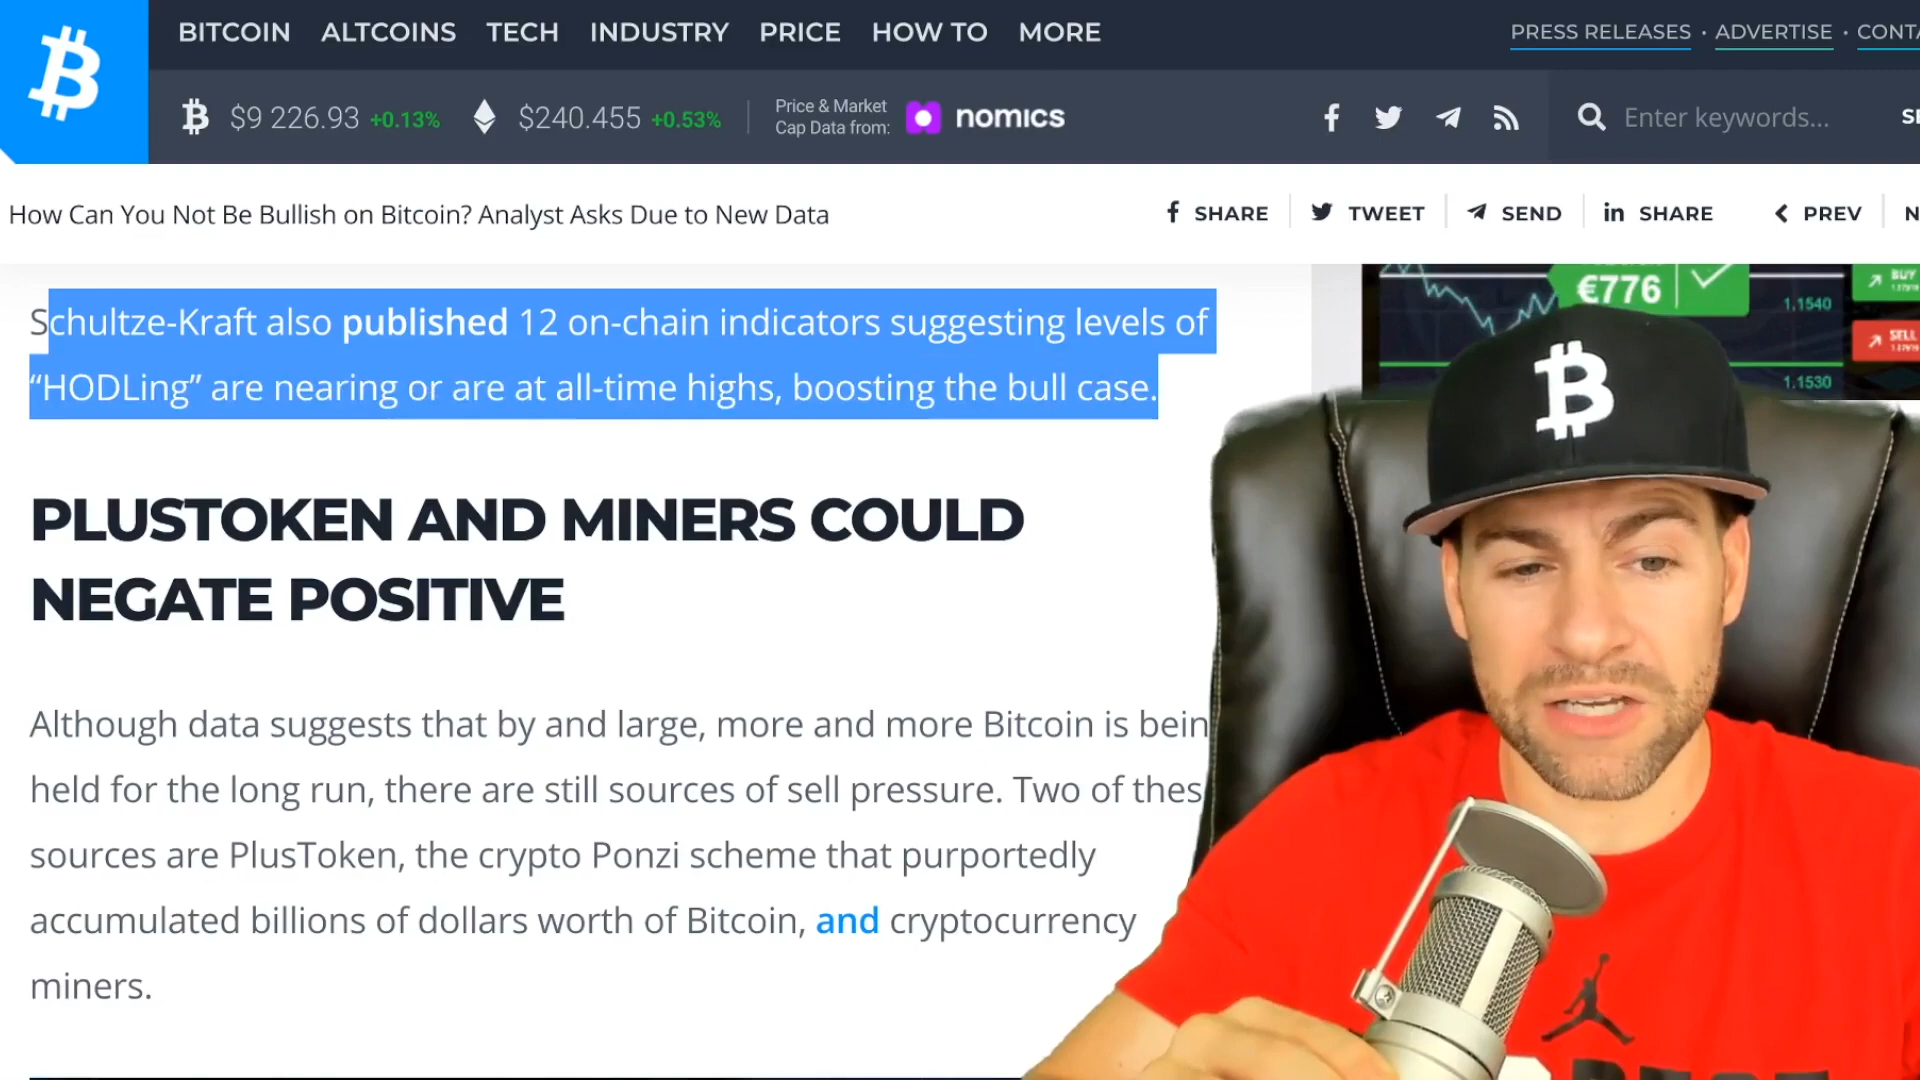 BITCOIN ALTCOINS TECH INDUSTRY PRICE HOW TO MORE
PRESS RELEASES · ADVERTISE ·
$9 226.93 +0.13% $240.455 +0.53% Price & Market
Cap Data from: nomics
Enter keywords...
How Can You Not Be Bullish on Bitcoin? Analyst Asks Due to New Data
SHARE TWEET SEND in SHARE PREV
Schultze-Kraft also published 12 on-chain indicators suggesting levels of
“HODLing” are nearing or are at all-time highs, boosting the bull case.
€776
BUY
1.1540
SELL
1.1530
PLUSTOKEN AND MINERS COULD
NEGATE POSITIVE
Although data suggests that by and large, more and more Bitcoin is bein
held for the long run, there are still sources of sell pressure. Two of thes
sources are PlusToken, the crypto Ponzi scheme that purportedly
accumulated billions of dollars worth of Bitcoin, and cryptocurrency
miners.